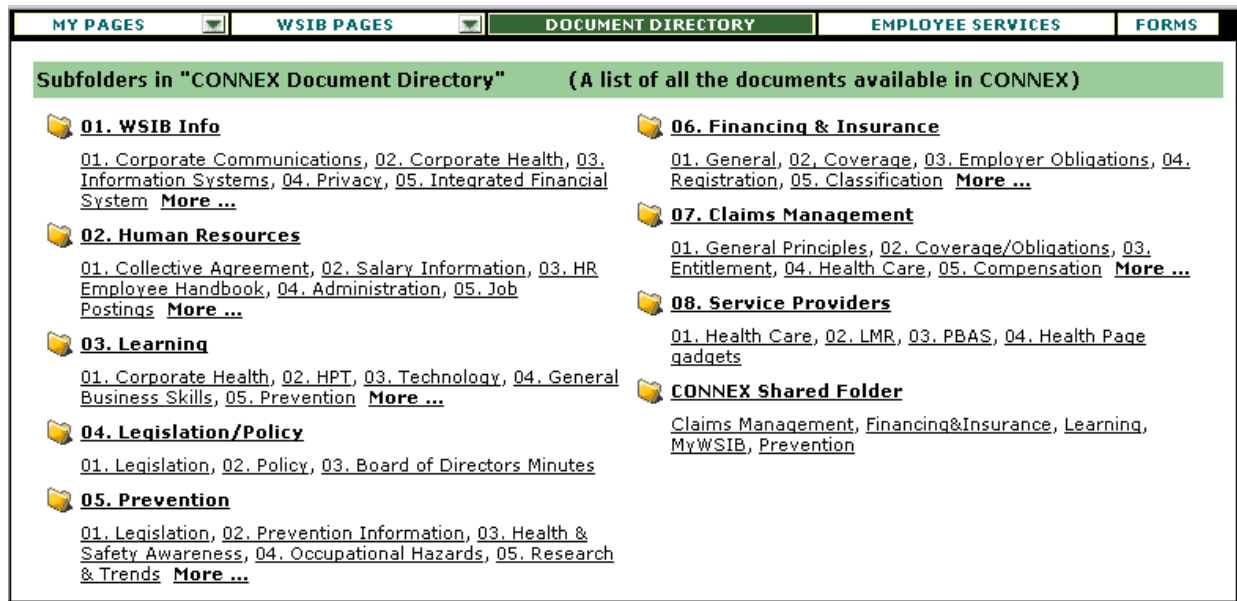 MY PAGES
WSIB PAGES
DOCUMENT DIRECTORY
EMPLOYEE SERVICES
FORMS
Subfolders in "CONNEX Document Directory" (A list of all the documents available in CONNEX)
01. WSIB Info
01. Corporate Communications, 02. Corporate Health, 03.
Information Systems, 04. Privacy, 05. Integrated Financial
System More ...
02. Human Resources
01. Collective Agreement, 02. Salary Information, 03. HR
Employee Handbook, 04. Administration, 05. Job
Postings More ...
03. Learning
01. Corporate Health, 02. HPT, 03. Technology, 04. General
Business Skills, 05. Prevention More ...
04. Legislation/Policy
01. Legislation, 02. Policy, 03. Board of Directors Minutes
05. Prevention
01. Legislation, 02. Prevention Information, 03. Health &
Safety Awareness, 04. Occupational Hazards, 05. Research
& Trends More ...
06. Financing & Insurance
01. General, 02, Coverage, 03. Employer Obligations, 04.
Registration, 05. Classification More ...
07. Claims Management
01. General Principles, 02. Coverage/Obligations, 03.
Entitlement, 04. Health Care, 05. Compensation More ...
08. Service Providers
01. Health Care, 02. LMR, 03. PBAS, 04. Health Page
gadgets
CONNEX Shared Folder
Claims Management, Financing&Insurance, Learning,
MyWSIB, Prevention